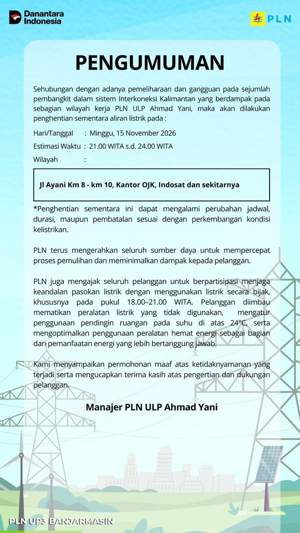 Danantara
Indonesia
PLN
PENGUMUMAN
Sehubungan dengan adanya pemeliharaan dan gangguan pada sejumlah
pembangkit dalam sistem Interkoneksi Kalimantan yang berdampak pada
sebagian wilayah kerja PLN ULP Ahmad Yani, maka akan dilakukan
penghentian sementara aliran listrik pada :
Hari/Tanggal : Minggu, 15 November 2026
Estimasi Waktu : 21.00 WITA s.d. 24.00 WITA
Wilayah :
Jl Ayani Km 8 - km 10, Kantor OJK, Indosat dan sekitarnya
*Penghentian sementara ini dapat mengalami perubahan jadwal,
durasi, maupun pembatalan sesuai dengan perkembangan kondisi
kelistrikan.
PLN terus mengerahkan seluruh sumber daya untuk mempercepat
proses pemulihan dan meminimalkan dampak kepada pelanggan.
PLN juga mengajak seluruh pelanggan untuk berpartisipasi menjaga
keandalan pasokan listrik dengan menggunakan listrik secara bijak,
khususnya pada pukul 18.00–21.00 WITA. Pelanggan diimbau
mematikan peralatan listrik yang tidak digunakan, mengatur
penggunaan pendingin ruangan pada suhu di atas 24°C, serta
mengoptimalkan penggunaan peralatan hemat energi sebagai bagian
dari pemanfaatan energi yang lebih bertanggung jawab.
Kami menyampaikan permohonan maaf atas ketidaknyamanan yang
terjadi serta mengucapkan terima kasih atas pengertian dan dukungan
pelanggan.
Manajer PLN ULP Ahmad Yani
PLN UP3 BANJARMASIN